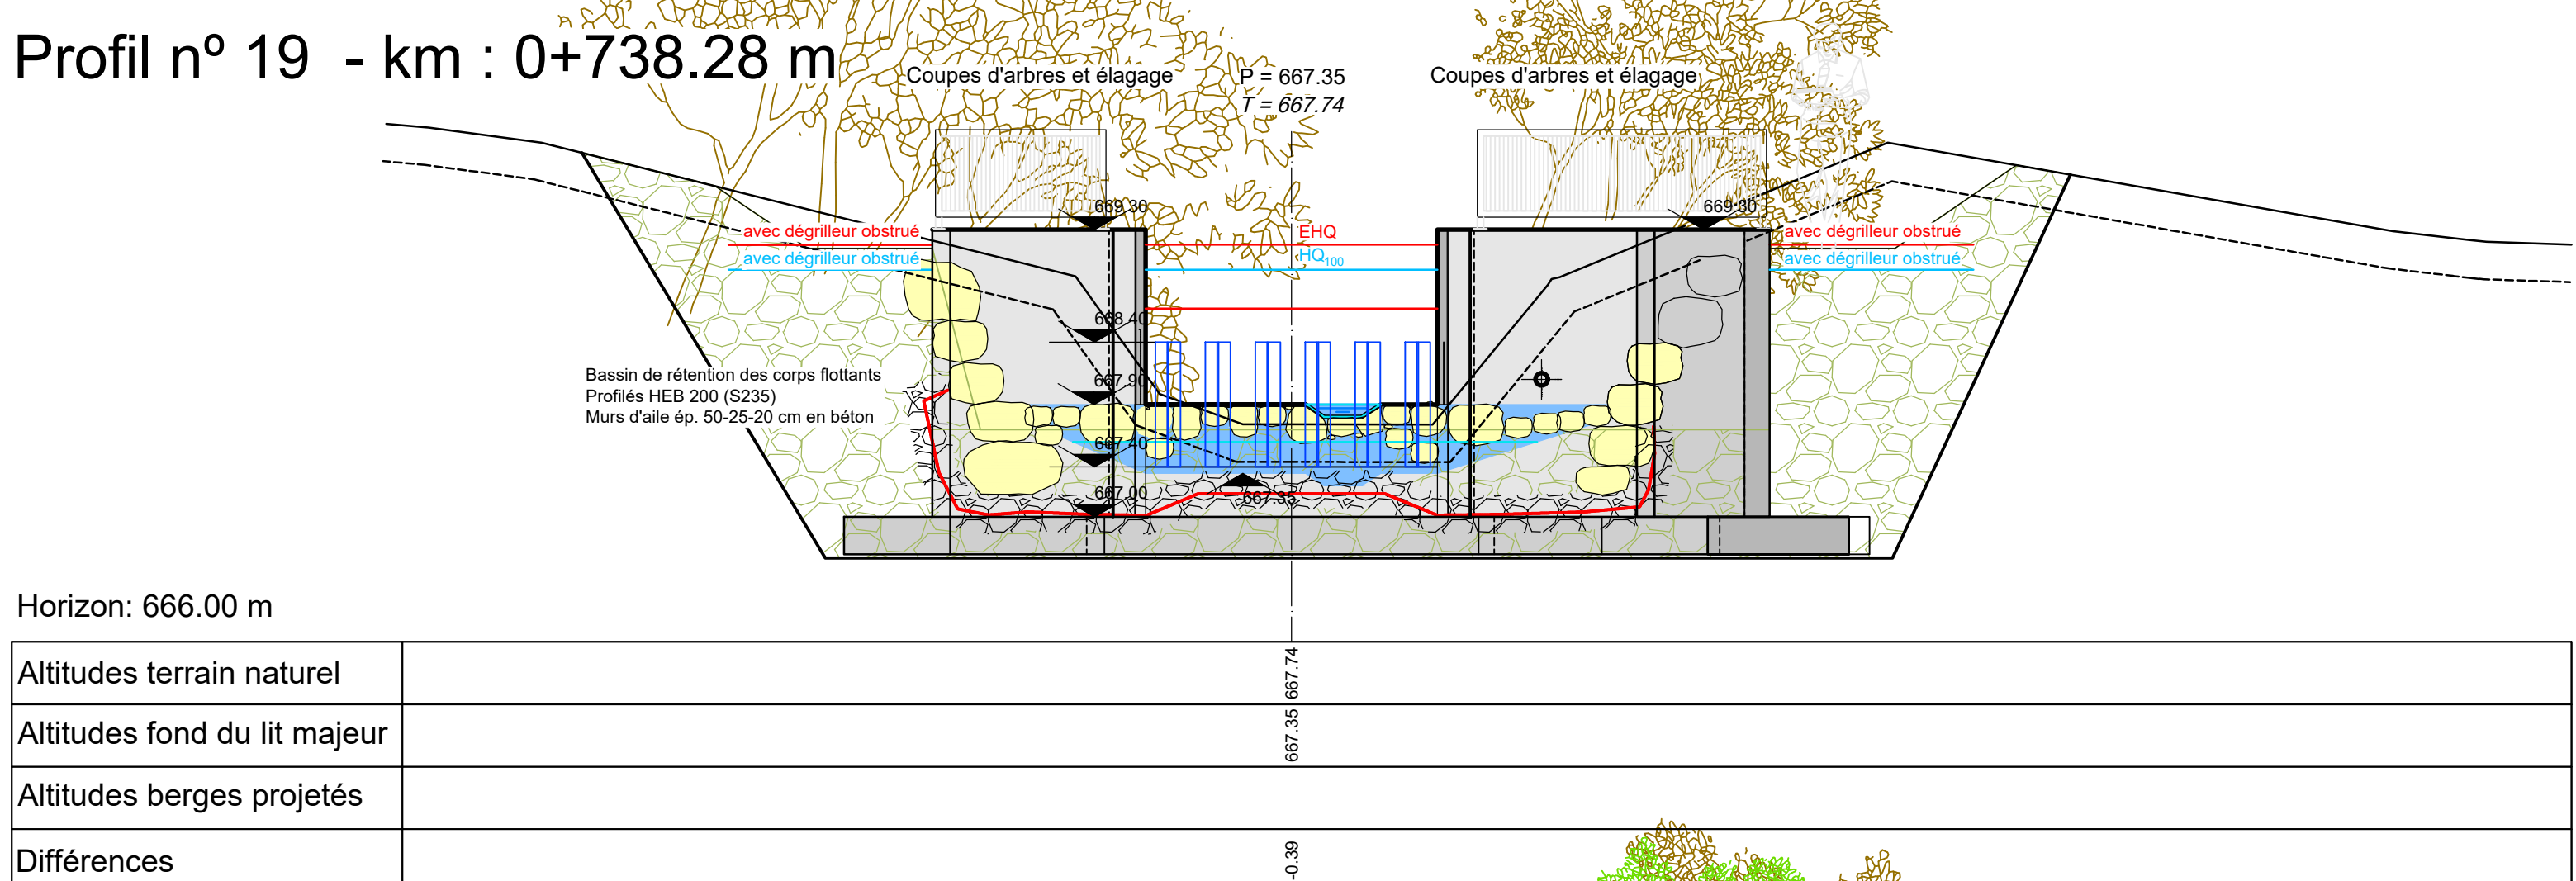 Profil nº 19 - km : 0+738.28 m
Coupes d'arbres et élagage
P = 667.35
T = 667.74
Coupes d'arbres et élagage
669.30
669.30
avec dégrilleur obstrué
EHQ
avec dégrilleur obstrué
avec dégrilleur obstrué
HQ100
avec dégrilleur obstrué
668.40
Bassin de rétention des corps flottants
Profilés HEB 200 (S235)
Murs d'aile ép. 50-25-20 cm en béton
667.90
667.40
667.00
667.35
Horizon: 666.00 m
Altitudes terrain naturel
667.74
Altitudes fond du lit majeur
667.35
Altitudes berges projetés
Différences
-0.39